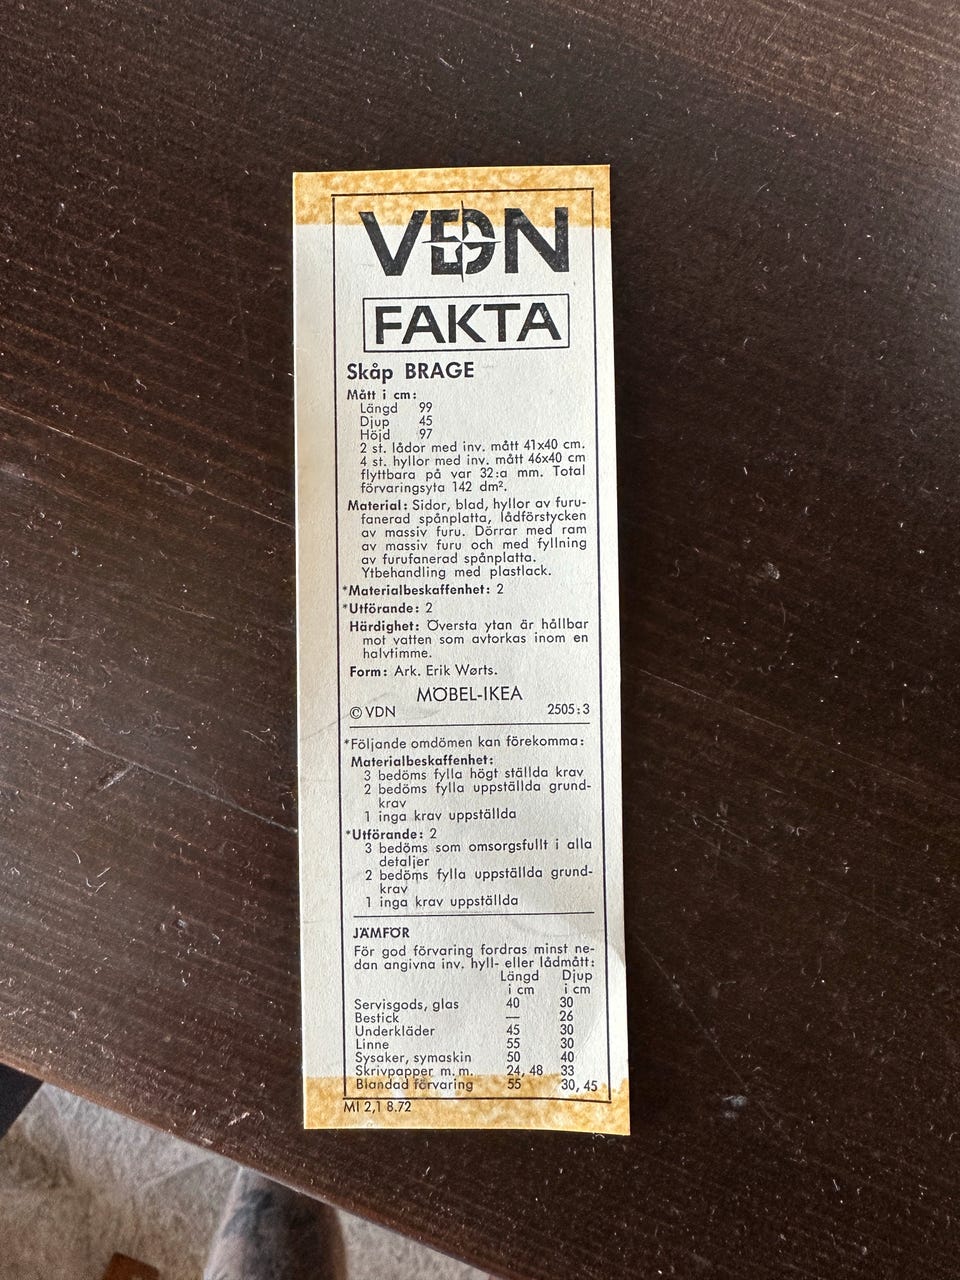 VDN
FAKTA
Skåp BRAGE
Mått i cm:
Längd 99
Djup 45
Höjd 97
2 st. lådor med inv. mått 41x40 cm.
4 st. hyllor med inv. mått 46x40 cm
flyttbara på var 32:a mm. Total
förvaringsyta 142 dm².
Material: Sidor, blad, hyllor av furu-
fanerad spånplatta, lådförstycken
av massiv furu. Dörrar med ram
av massiv furu och med fyllning
av furufanerad spånplatta.
Ytbehandling med plastlack.
*Materialbeskaffenhet: 2
*Utförande: 2
Härdighet: Översta ytan är hållbar
mot vatten som avtorkas inom en
halvtimme.
Form: Ark. Erik Wørts.
MÖBEL-IKEA
© VDN 2505:3
*Följande omdömen kan förekomma:
Materialbeskaffenhet:
3 bedöms fylla högt ställda krav
2 bedöms fylla uppställda grund-
krav
1 inga krav uppställda
*Utförande: 2
3 bedöms som omsorgsfullt i alla
detaljer
2 bedöms fylla uppställda grund-
krav
1 inga krav uppställda
JÄMFÖR
För god förvaring fordras minst ne-
dan angivna inv. hyll- eller lådmått:
Längd Djup
i cm i cm
Servisgods, glas 40 30
Bestick — 26
Underkläder 45 30
Linne 55 30
Sysaker, symaskin 50 40
Skrivpapper m. m. 24, 48 33
Blandad förvaring 55 30, 45
MI 2,1 8.72